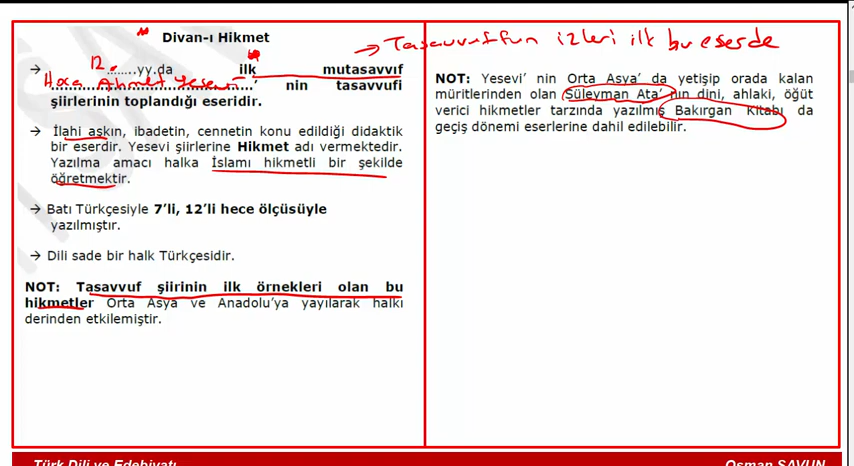 Divan-ı Hikmet
→ 12. ........yy.da ilk mutasavvıf
Hoca Ahmet Yesevi' nin tasavvufi
şiirlerinin toplandığı eseridir.
→ İlahi aşkın, ibadetin, cennetin konu edildiği didaktik
bir eserdir. Yesevi şiirlerine Hikmet adı vermektedir.
Yazılma amacı halka İslamı hikmetli bir şekilde
öğretmektir.
→ Batı Türkçesiyle 7'li, 12'li hece ölçüsüyle
yazılmıştır.
→ Dili sade bir halk Türkçesidir.
NOT: Tasavvuf şiirinin ilk örnekleri olan bu
hikmetler Orta Asya ve Anadolu'ya yayılarak halkı
derinden etkilemiştir.
→ Tasavvuffun izleri ilk bu eserde
NOT: Yesevi' nin Orta Asya' da yetişip orada kalan
müritlerinden olan Süleyman Ata' nın dini, ahlaki, öğüt
verici hikmetler tarzında yazılmış Bakırgan Kitabı da
geçiş dönemi eserlerine dahil edilebilir.
Türk Dili ve Edebiyatı
Osman SAVUN